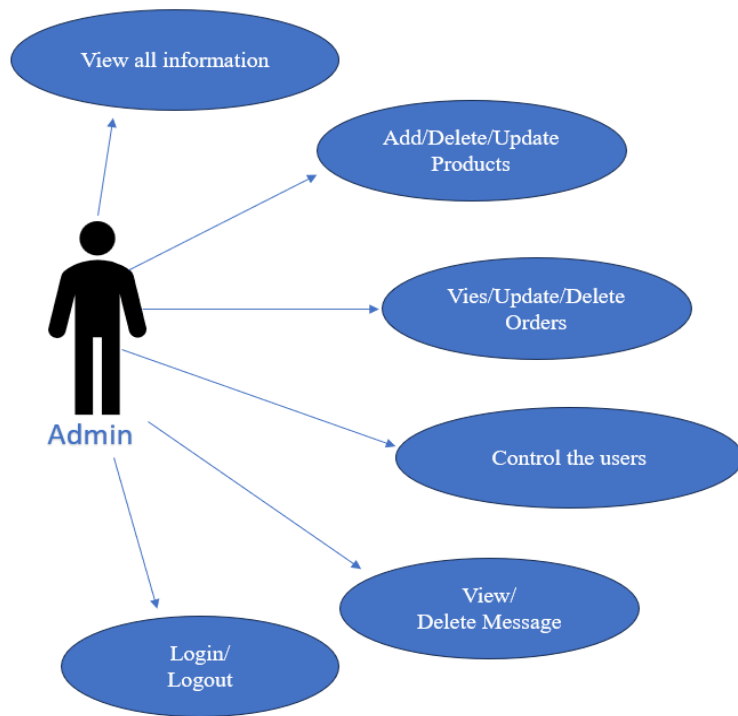 View all information
Add/Delete/Update
Products
Vies/Update/Delete
Orders
Admin
Control the users
View/
Delete Message
Login/
Logout